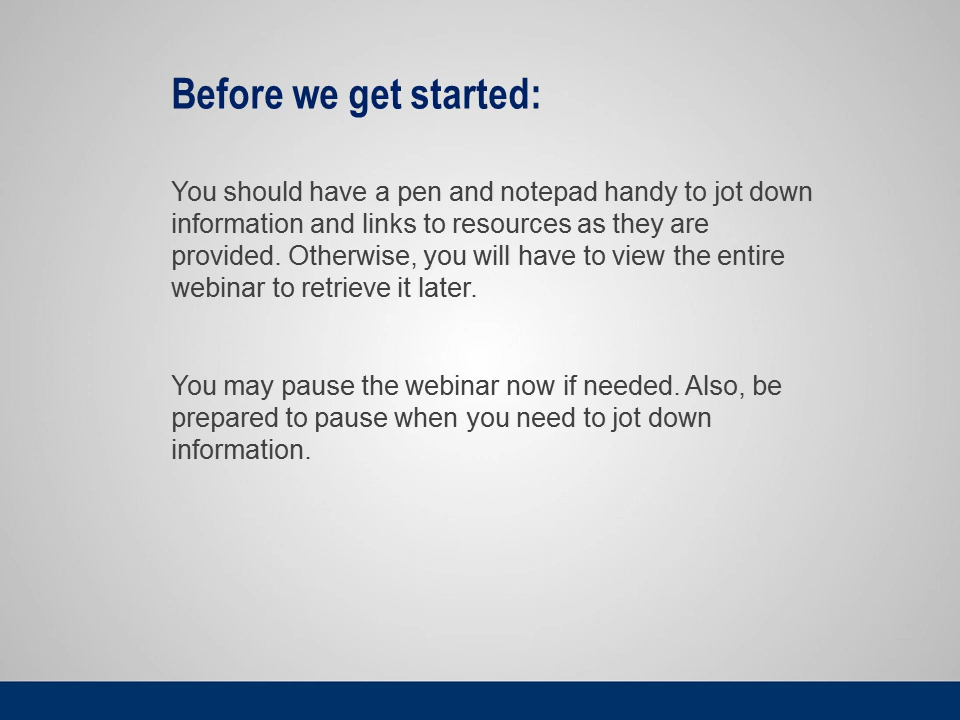 Before we get started:
You should have a pen and notepad handy to jot down
information and links to resources as they are
provided. Otherwise, you will have to view the entire
webinar to retrieve it later.
You may pause the webinar now if needed. Also, be
prepared to pause when you need to jot down
information.